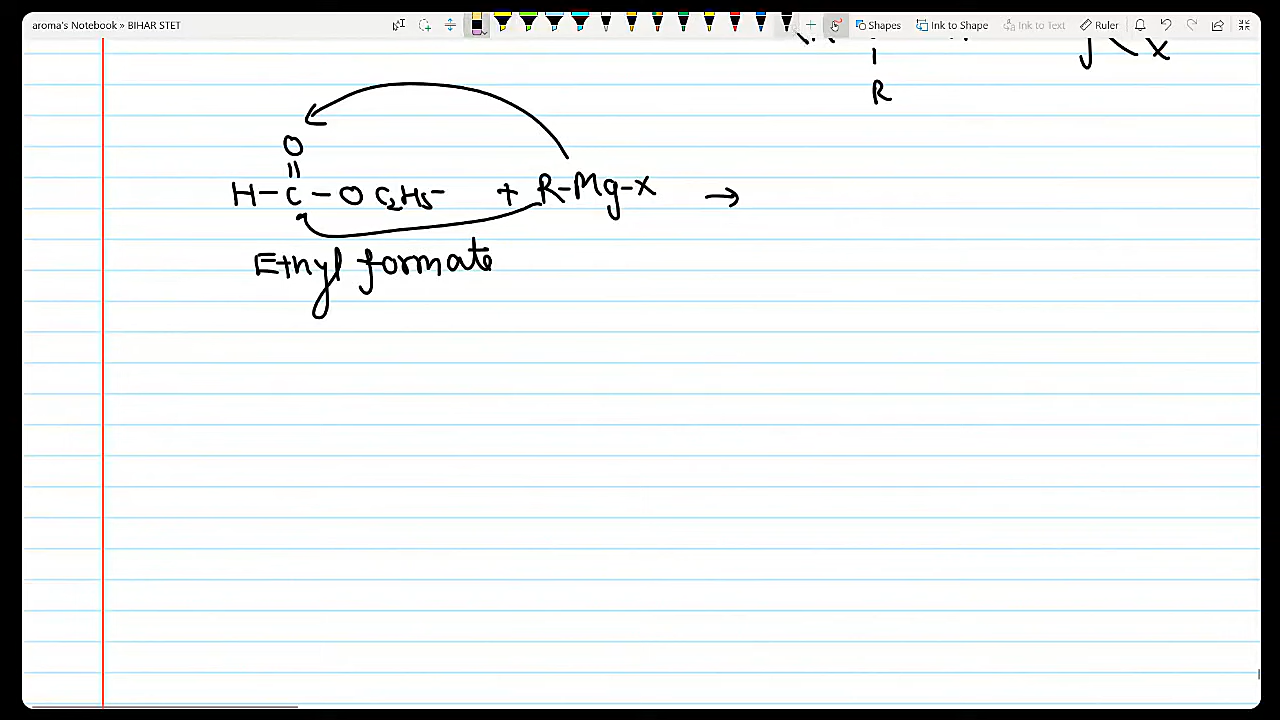 aroma's Notebook » BIHAR STET
Shapes Ink to Shape Ink to Text Ruler
R
O
H-C-OC2H5- + R-Mg-X →
Ethyl formate